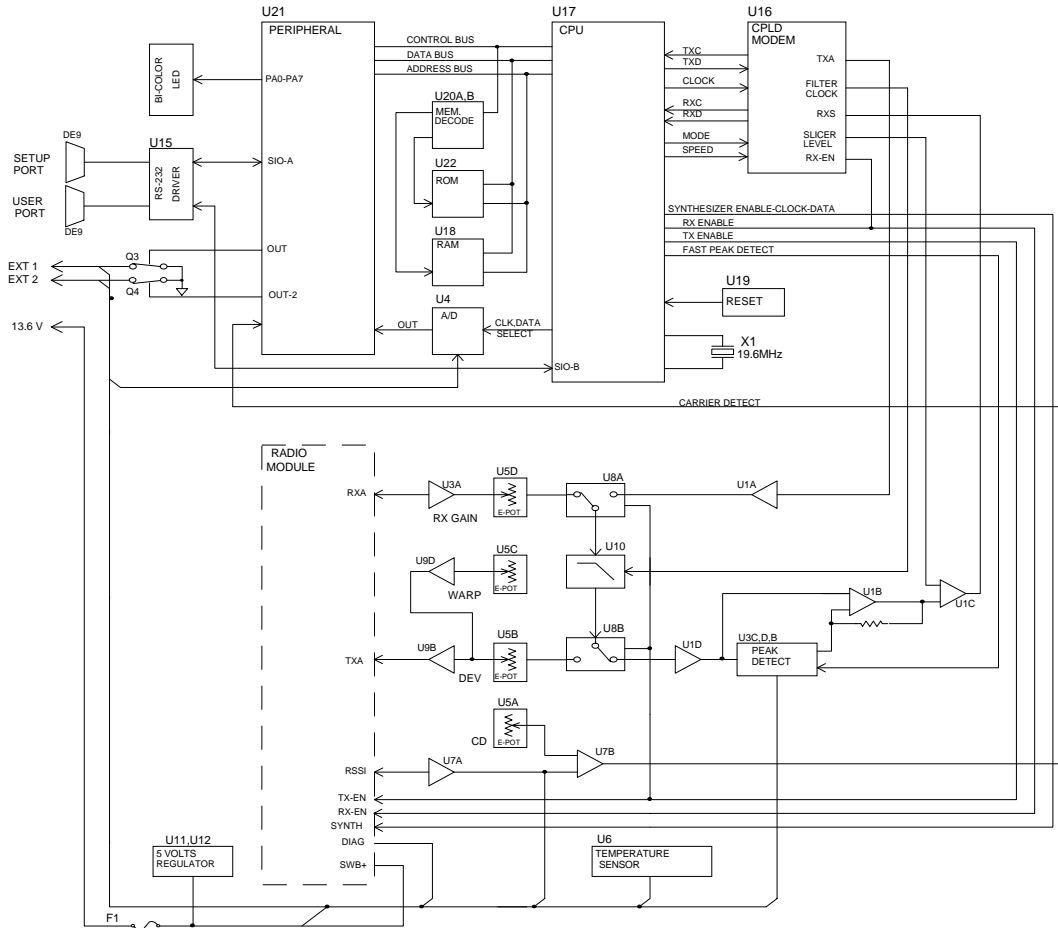 U21
PERIPHERAL
U17
CPU
U16
CPLD
MODEM
CONTROL BUS
DATA BUS
ADDRESS BUS
TXC
TXD
CLOCK
RXC
RXD
MODE
SPEED
TXA
FILTER
CLOCK
RXS
SLICER
LEVEL
RX-EN
BI-COLOR
LED
PA0-PA7
U20A,B
MEM.
DECODE
DE9
U15
SETUP
PORT
RS-232
DRIVER
SIO-A
USER
PORT
DE9
U22
ROM
U18
RAM
SYNTHESIZER ENABLE-CLOCK-DATA
RX ENABLE
TX ENABLE
FAST PEAK DETECT
EXT 1
EXT 2
Q3
Q4
OUT
OUT-2
13.6 V
U4
A/D
OUT
CLK,DATA
SELECT
U19
RESET
X1
19.6MHz
SIO-B
CARRIER DETECT
RADIO
MODULE
RXA
U3A
RX GAIN
U5D
E-POT
U8A
U1A
U9D
WARP
U5C
E-POT
U10
U1B
U1C
TXA
U9B
DEV
U5B
E-POT
U8B
U1D
U3C,D,B
PEAK
DETECT
U5A
E-POT
CD
U7B
RSSI
U7A
TX-EN
RX-EN
SYNTH
DIAG
SWB+
U11,U12
5 VOLTS
REGULATOR
U6
TEMPERATURE
SENSOR
F1